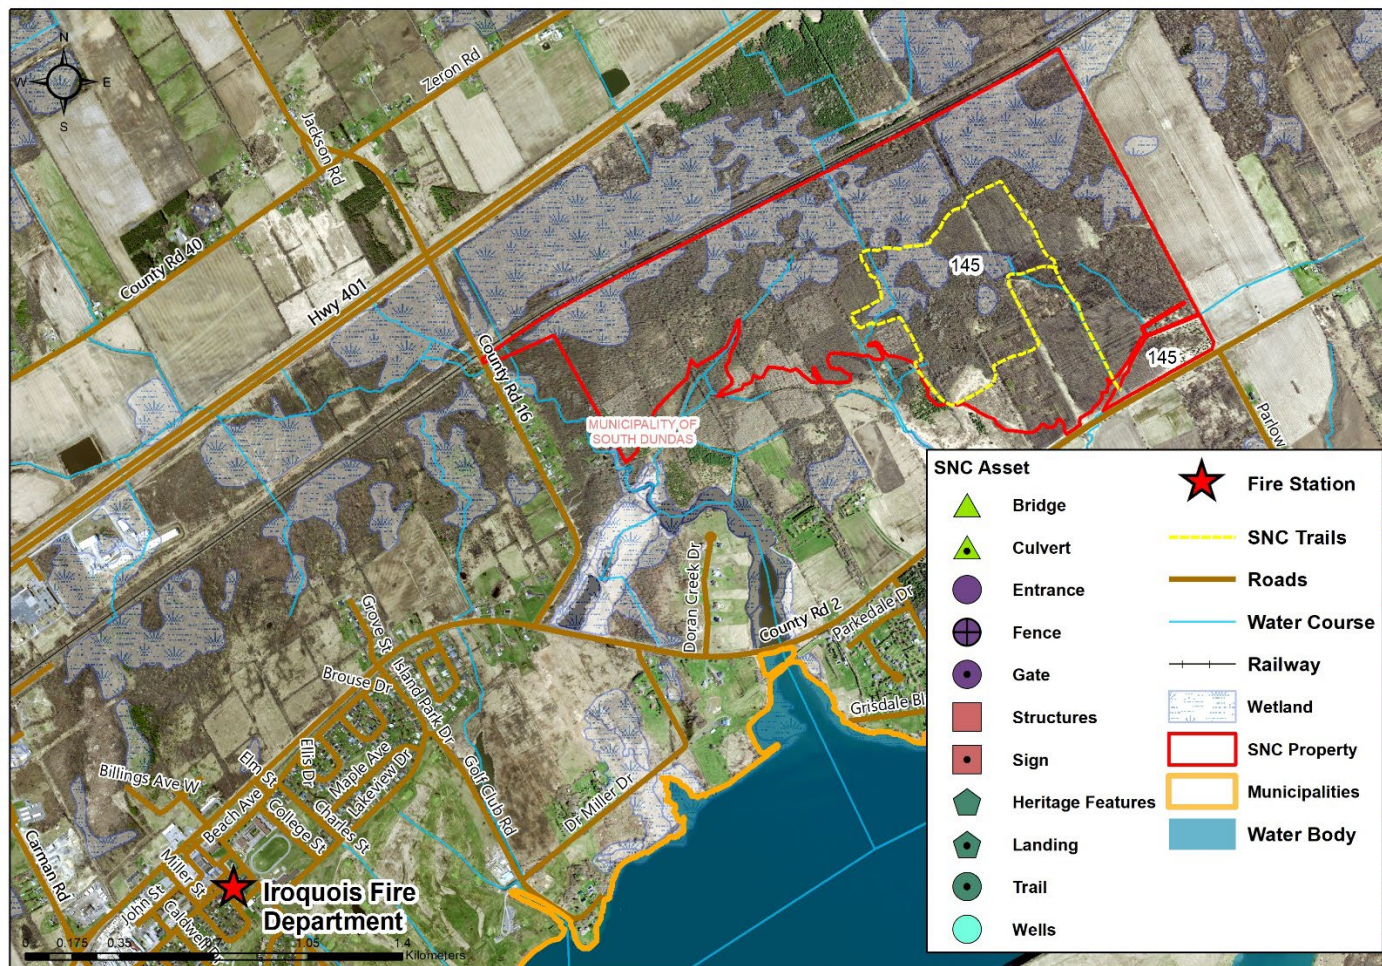 N
W
E
S
Zeron Rd
Jackson Rd
County Rd 40
Hwy 401
County Rd 16
145
145
Parlow
MUNICIPALITY OF
SOUTH DUNDAS
Doran Creek Dr
County Rd 2
Parkedale Dr
Grisdale Bl
Grove St
Island Park Dr
Brouse Dr
Golf Club Rd
Dr Miller Dr
Ellis Dr
Maple Ave
Lakeview Dr
Elm St
Billings Ave W
Beach Ave
College St
Charles St
Carman Rd
Miller St
John St
Caldwell Dr
Iroquois Fire
Department
0 0.175 0.35 0.7 1.05 1.4
Kilometers
SNC Asset
Bridge
Culvert
Entrance
Fence
Gate
Structures
Sign
Heritage Features
Landing
Trail
Wells
Fire Station
SNC Trails
Roads
Water Course
Railway
Wetland
SNC Property
Municipalities
Water Body